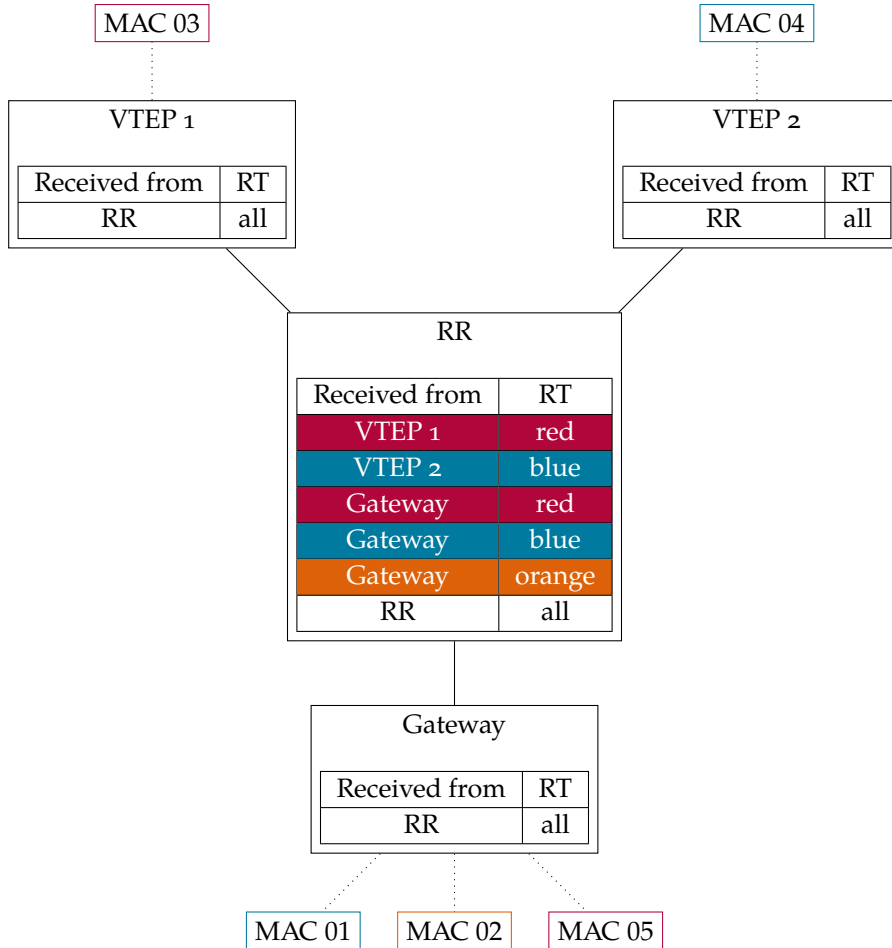 MAC 03
MAC 04
VTEP 1
Received from RT
RR all
VTEP 2
Received from RT
RR all
RR
Received from RT
VTEP 1 red
VTEP 2 blue
Gateway red
Gateway blue
Gateway orange
RR all
Gateway
Received from RT
RR all
MAC 01
MAC 02
MAC 05